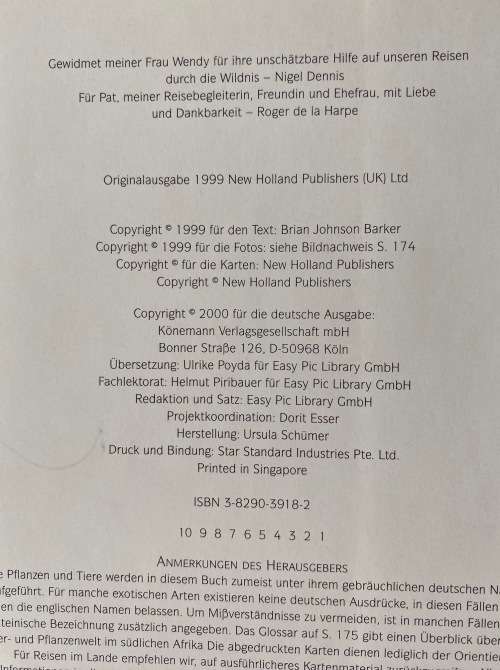 Gewidmet meiner Frau Wendy für ihre unschätzbare Hilfe auf unseren Reisen
durch die Wildnis – Nigel Dennis
Für Pat, meiner Reisebegleiterin, Freundin und Ehefrau, mit Liebe
und Dankbarkeit – Roger de la Harpe
Originalausgabe 1999 New Holland Publishers (UK) Ltd
Copyright © 1999 für den Text: Brian Johnson Barker
Copyright © 1999 für die Fotos: siehe Bildnachweis S. 174
Copyright © für die Karten: New Holland Publishers
Copyright © New Holland Publishers
Copyright © 2000 für die deutsche Ausgabe:
Könemann Verlagsgesellschaft mbH
Bonner Straße 126, D-50968 Köln
Übersetzung: Ulrike Poyda für Easy Pic Library GmbH
Fachlektorat: Helmut Piribauer für Easy Pic Library GmbH
Redaktion und Satz: Easy Pic Library GmbH
Projektkoordination: Dorit Esser
Herstellung: Ursula Schümer
Druck und Bindung: Star Standard Industries Pte. Ltd.
Printed in Singapore
ISBN 3-8290-3918-2
10 9 8 7 6 5 4 3 2 1
ANMERKUNGEN DES HERAUSGEBERS
e Pflanzen und Tiere werden in diesem Buch zumeist unter ihrem gebräuchlichen deutschen N
fgeführt. Für manche exotischen Arten existieren keine deutschen Ausdrücke, in diesen Fällen
en die englischen Namen belassen. Um Mißverständnisse zu vermeiden, ist in manchen Fällen
teinische Bezeichnung zusätzlich angegeben. Das Glossar auf S. 175 gibt einen Überblick über
er- und Pflanzenwelt im südlichen Afrika Die abgedruckten Karten dienen lediglich der Orientie
Für Reisen im Lande empfehlen wir, auf ausführlicheres Kartenmaterial